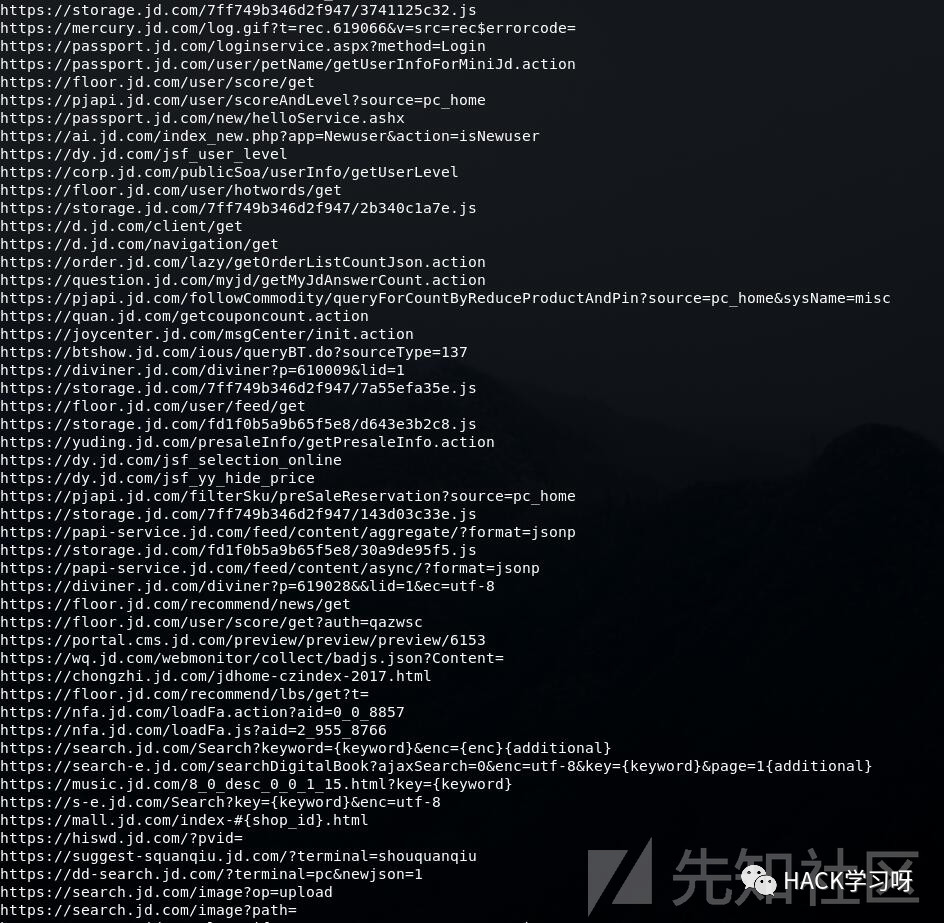 https://storage.jd.com/7ff749b346d2f947/3741125c32.js
https://mercury.jd.com/log.gif?t=rec.619066&v=src=rec$errorcode=
https://passport.jd.com/loginservice.aspx?method=Login
https://passport.jd.com/user/petName/getUserInfoForMiniJd.action
https://floor.jd.com/user/score/get
https://pjapi.jd.com/user/scoreAndLevel?source=pc_home
https://passport.jd.com/new/helloService.ashx
https://ai.jd.com/index_new.php?app=Newuser&action=isNewuser
https://dy.jd.com/jsf_user_level
https://corp.jd.com/publicSoa/userInfo/getUserLevel
https://floor.jd.com/user/hotwords/get
https://storage.jd.com/7ff749b346d2f947/2b340c1a7e.js
https://d.jd.com/client/get
https://d.jd.com/navigation/get
https://order.jd.com/lazy/getOrderListCountJson.action
https://question.jd.com/myjd/getMyJdAnswerCount.action
https://pjapi.jd.com/followCommodity/queryForCountByReduceProductAndPin?source=pc_home&sysName=misc
https://quan.jd.com/getcouponcount.action
https://joycenter.jd.com/msgCenter/init.action
https://btshow.jd.com/ious/queryBT.do?sourceType=137
https://diviner.jd.com/diviner?p=610009&lid=1
https://storage.jd.com/7ff749b346d2f947/7a55efa35e.js
https://floor.jd.com/user/feed/get
https://storage.jd.com/fd1f0b5a9b65f5e8/d643e3b2c8.js
https://yuding.jd.com/presaleInfo/getPresaleInfo.action
https://dy.jd.com/jsf_selection_online
https://dy.jd.com/jsf_yy_hide_price
https://pjapi.jd.com/filterSku/preSaleReservation?source=pc_home
https://storage.jd.com/7ff749b346d2f947/143d03c33e.js
https://papi-service.jd.com/feed/content/aggregate/?format=jsonp
https://storage.jd.com/fd1f0b5a9b65f5e8/30a9de95f5.js
https://papi-service.jd.com/feed/content/async/?format=jsonp
https://diviner.jd.com/diviner?p=619028&&lid=1&ec=utf-8
https://floor.jd.com/recommend/news/get
https://floor.jd.com/user/score/get?auth=qazwsc
https://portal.cms.jd.com/preview/preview/preview/6153
https://wq.jd.com/webmonitor/collect/badjs.json?Content=
https://chongzhi.jd.com/jdhome-czindex-2017.html
https://floor.jd.com/recommend/lbs/get?t=
https://nfa.jd.com/loadFa.action?aid=0_0_8857
https://nfa.jd.com/loadFa.js?aid=2_955_8766
https://search.jd.com/Search?keyword={keyword}&enc={enc}{additional}
https://search-e.jd.com/searchDigitalBook?ajaxSearch=0&enc=utf-8&key={keyword}&page=1{additional}
https://music.jd.com/8_0_desc_0_0_1_15.html?key={keyword}
https://s-e.jd.com/Search?key={keyword}&enc=utf-8
https://mall.jd.com/index-#{shop_id}.html
https://hiswd.jd.com/?pvid=
https://suggest-squanqiu.jd.com/?terminal=shouquanqiu
https://dd-search.jd.com/?terminal=pc&newjson=1
https://search.jd.com/image?op=upload
https://search.jd.com/image?path=
先知社区
HACK学习呀